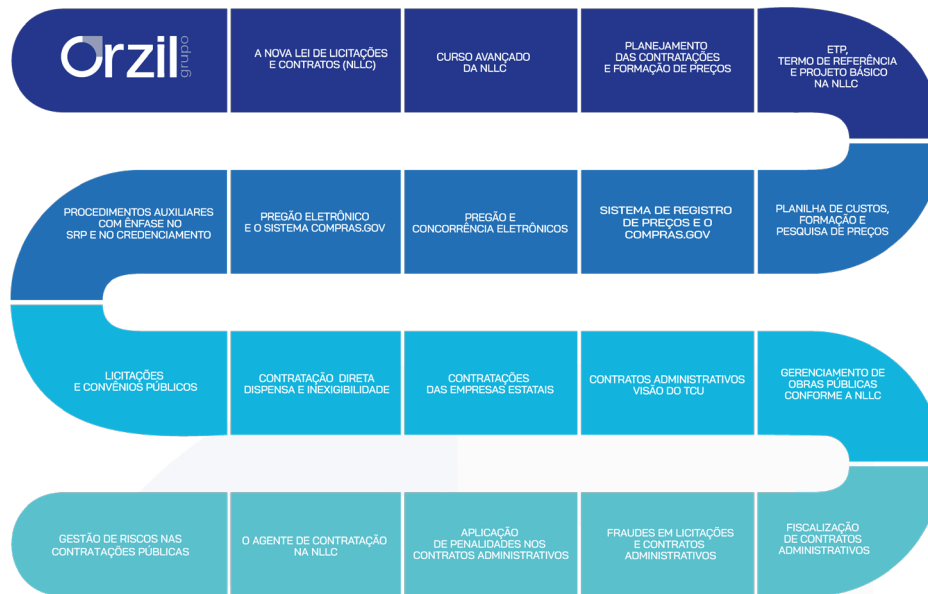 Orzil
grupo
A NOVA LEI DE LICITAÇÕES
E CONTRATOS (NLLC)
CURSO AVANÇADO
DA NLLC
PLANEJAMENTO
DAS CONTRATAÇÕES
E FORMAÇÃO DE PREÇOS
ETP,
TERMO DE REFERÊNCIA
E PROJETO BÁSICO
NA NLLC
PLANILHA DE CUSTOS,
FORMAÇÃO E
PESQUISA DE PREÇOS
SISTEMA DE REGISTRO
DE PREÇOS E O
COMPRAS.GOV
PREGÃO E
CONCORRÊNCIA ELETRÔNICOS
PREGÃO ELETRÔNICO
E O SISTEMA COMPRAS.GOV
PROCEDIMENTOS AUXILIARES
COM ÊNFASE NO
SRP E NO CREDENCIAMENTO
LICITAÇÕES
E CONVÊNIOS PÚBLICOS
CONTRATAÇÃO DIRETA
DISPENSA E INEXIGIBILIDADE
CONTRATAÇÕES
DAS EMPRESAS ESTATAIS
CONTRATOS ADMINISTRATIVOS
VISÃO DO TCU
GERENCIAMENTO DE
OBRAS PÚBLICAS
CONFORME A NLLC
FISCALIZAÇÃO
DE CONTRATOS
ADMINISTRATIVOS
FRAUDES EM LICITAÇÕES
E CONTRATOS
ADMINISTRATIVOS
APLICAÇÃO
DE PENALIDADES NOS
CONTRATOS ADMINISTRATIVOS
O AGENTE DE CONTRATAÇÃO
NA NLLC
GESTÃO DE RISCOS NAS
CONTRATAÇÕES PÚBLICAS